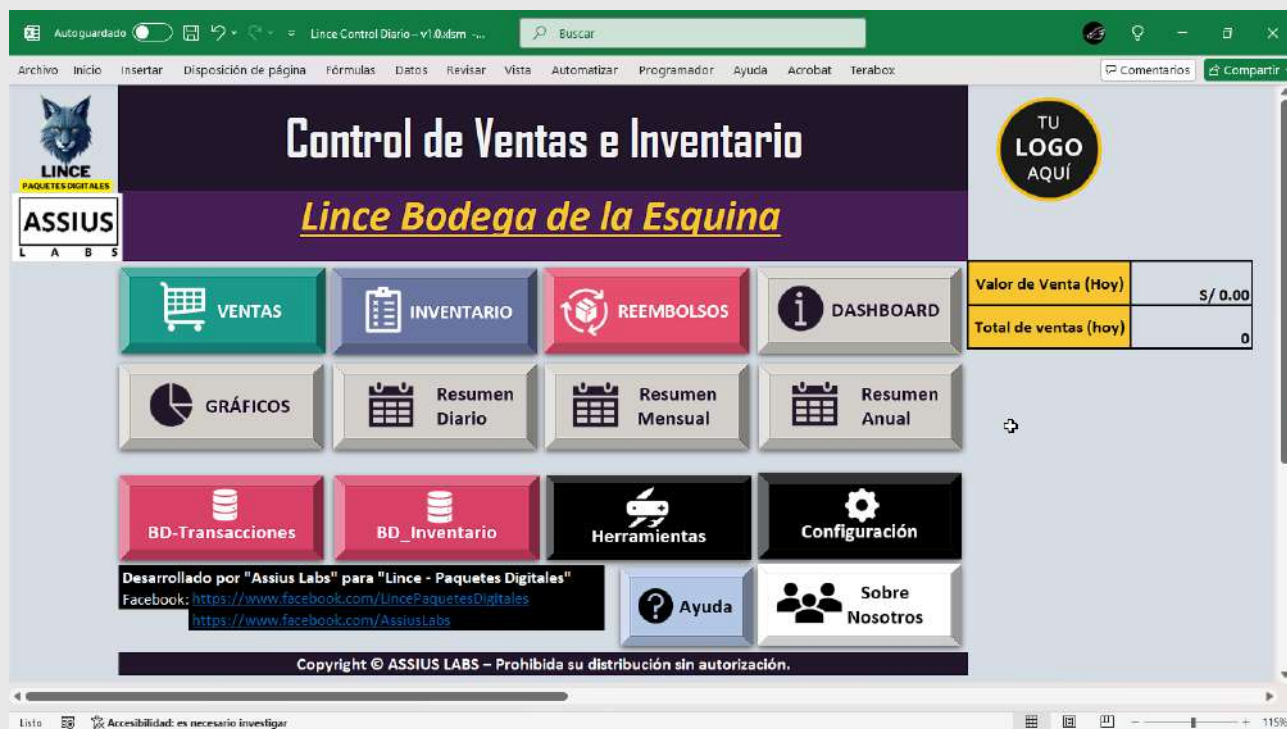 Autoguardado
Lince Control Diario – v1.0.xlsm -...
Buscar
Archivo Inicio Insertar Disposición de página Fórmulas Datos Revisar Vista Automatizar Programador Ayuda Acrobat Terabox
Comentarios
Compartir
LINCE
PAQUETES DIGITALES
ASSIUS
L A B S
Control de Ventas e Inventario
Lince Bodega de la Esquina
TU
LOGO
AQUÍ
VENTAS
INVENTARIO
REEMBOLSOS
DASHBOARD
Valor de Venta (Hoy) S/ 0.00
Total de ventas (hoy) 0
GRÁFICOS
Resumen
Diario
Resumen
Mensual
Resumen
Anual
BD-Transacciones
BD_Inventario
Herramientas
Configuración
Desarrollado por "Assius Labs" para "Lince - Paquetes Digitales"
Facebook: https://www.facebook.com/LincePaquetesDigitales
https://www.facebook.com/AssiusLabs
Ayuda
Sobre
Nosotros
Copyright © ASSIUS LABS – Prohibida su distribución sin autorización.
Listo
Accesibilidad: es necesario investigar
115%